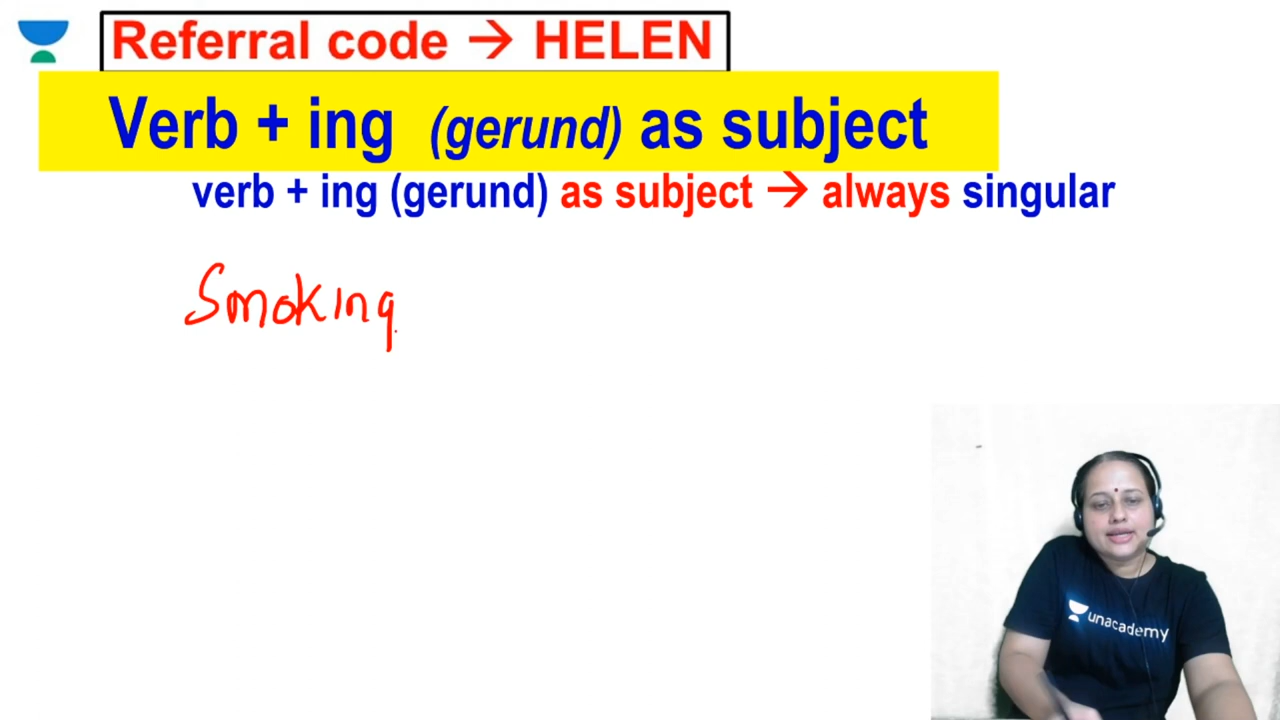 Referral code → HELEN
Verb + ing (gerund) as subject
verb + ing (gerund) as subject → always singular
Smoking
unacademy